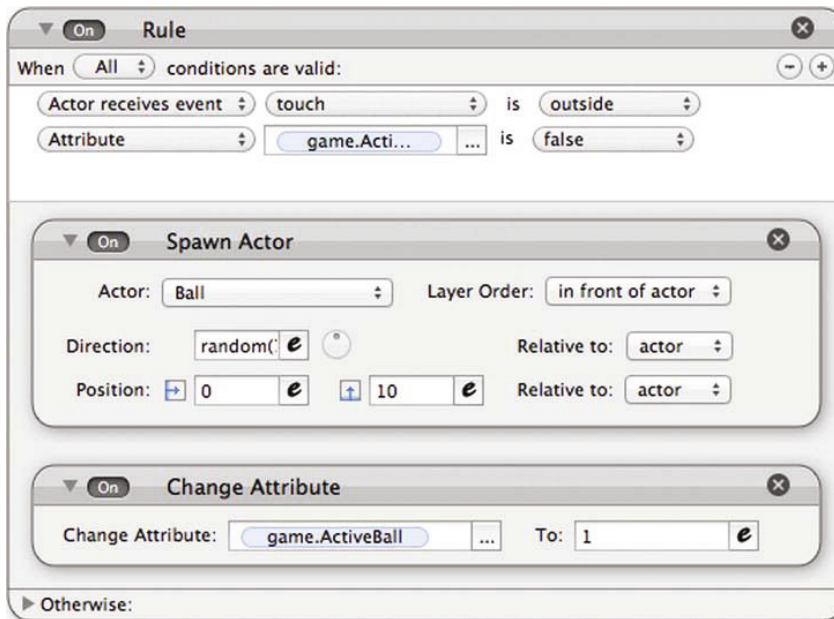 On Rule
When All conditions are valid:
Actor receives event touch is outside
Attribute game.Acti... ... is false
On Spawn Actor
Actor: Ball Layer Order: in front of actor
Direction: random( e Relative to: actor
Position: 0 e 10 e Relative to: actor
On Change Attribute
Change Attribute: game.ActiveBall ... To: 1 e
Otherwise: